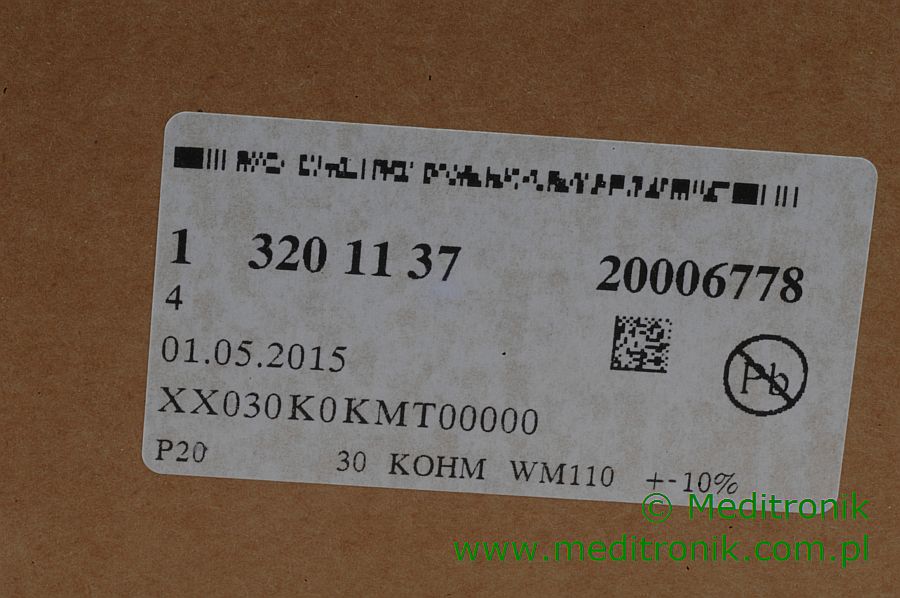 1 320 11 37 20006778
4
01.05.2015
XX030K0KMT00000
Pb
P20 30 KOHM WM110 +-10%
© Meditronik
www.meditronik.com.pl